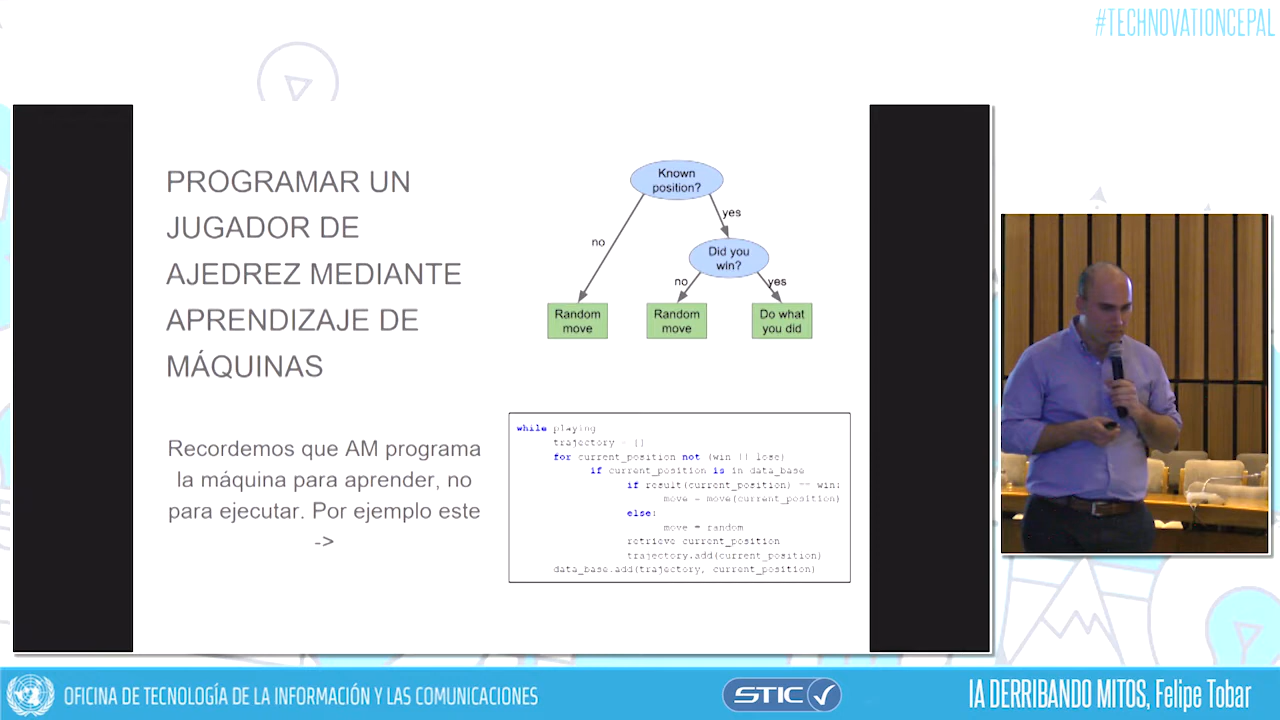 #TECHNOVATIONCEPAL
PROGRAMAR UN
JUGADOR DE
AJEDREZ MEDIANTE
APRENDIZAJE DE
MÁQUINAS
Recordemos que AM programa
la máquina para aprender, no
para ejecutar. Por ejemplo este
->
Known
position?
yes
no
Did you
win?
no
yes
Random
move
Random
move
Do what
you did
while playing
trajectory = []
for current_position not (win || lose)
if current_position is in data_base
if result(current_position) == win:
move = move(current_position)
else:
move = random
retrieve current_position
trajectory.add(current_position)
data_base.add(trajectory, current_position)
OFICINA DE TECNOLOGÍA DE LA INFORMACIÓN Y LAS COMUNICACIONES
STIC
IA DERRIBANDO MITOS, Felipe Tobar